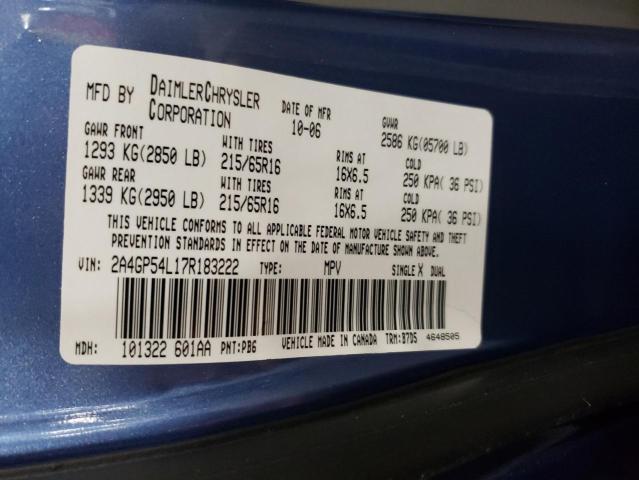 MFD BY DAIMLERCHRYSLER CORPORATION DATE OF MFR 10-06 GVWR 2586 KG(05700 LB)
GAWR FRONT WITH TIRES RIMS AT COLD
1293 KG(2850 LB) 215/65R16 16X6.5 250 KPA( 36 PSI)
GAWR REAR WITH TIRES RIMS AT COLD
1339 KG(2950 LB) 215/65R16 16X6.5 250 KPA( 36 PSI)
THIS VEHICLE CONFORMS TO ALL APPLICABLE FEDERAL MOTOR VEHICLE SAFETY AND THEFT
PREVENTION STANDARDS IN EFFECT ON THE DATE OF MANUFACTURE SHOWN ABOVE.
VIN: 2A4GP54L17R183222 TYPE: MPV SINGLE X DUAL
MDH: 101322 601AA PNT:PB6 VEHICLE MADE IN CANADA TRM:B7D5 4648505